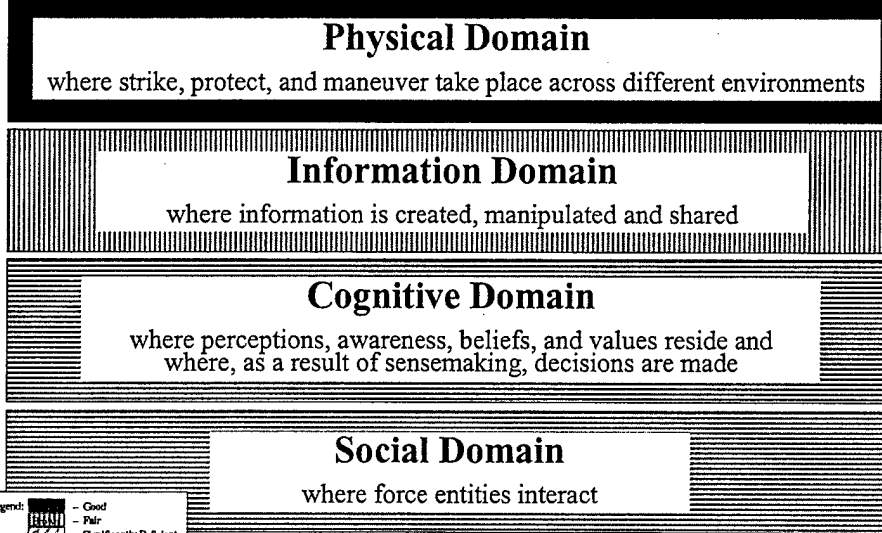 Physical Domain
where strike, protect, and maneuver take place across different environments
Information Domain
where information is created, manipulated and shared
Cognitive Domain
where perceptions, awareness, beliefs, and values reside and
where, as a result of sensemaking, decisions are made
Social Domain
where force entities interact
- Good
- Fair